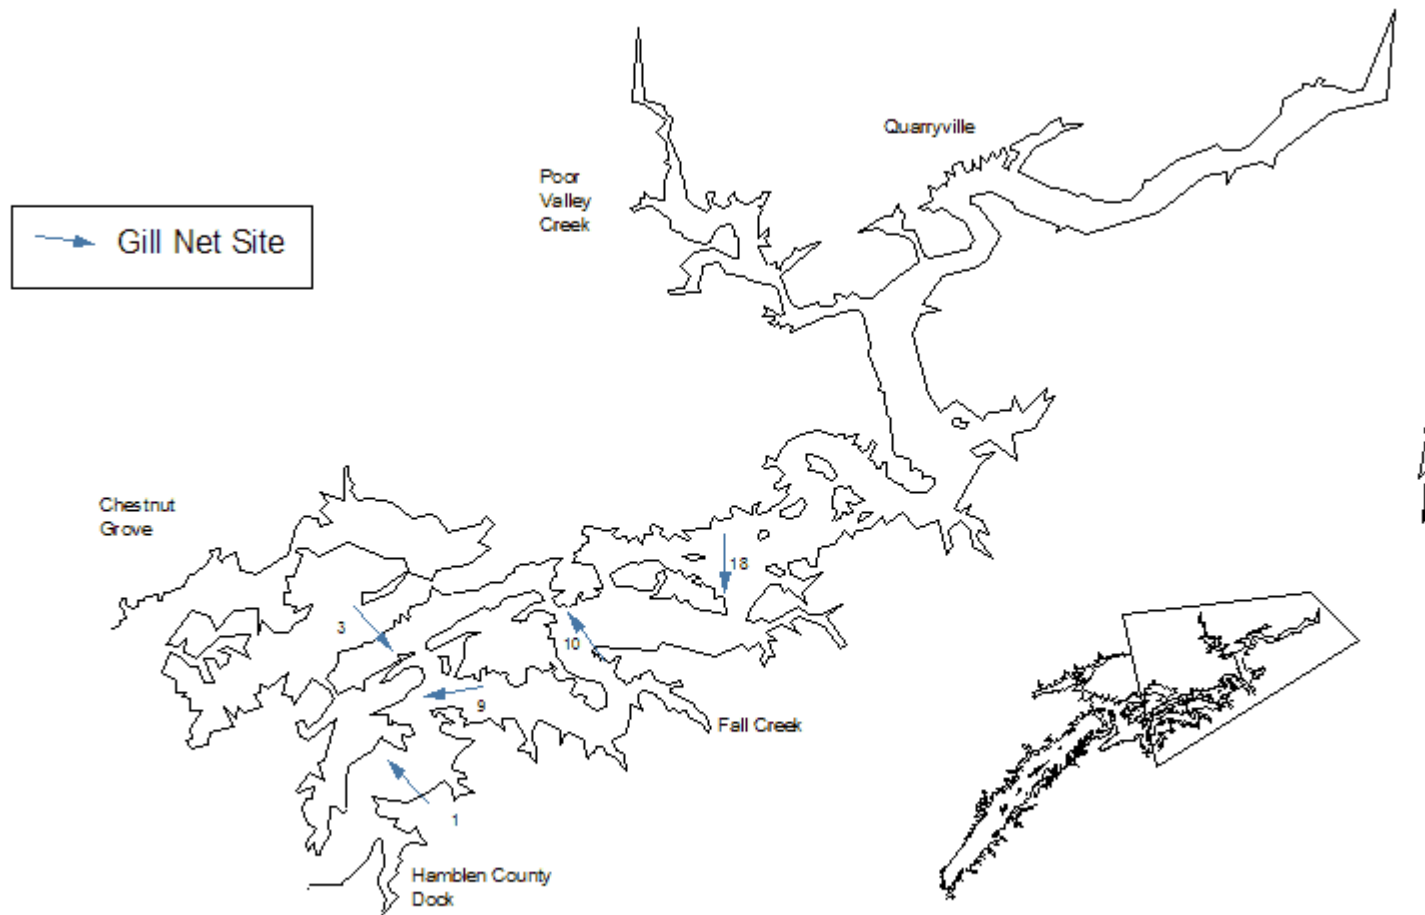 Quarryville
Poor
Valley
Creek
Gill Net Site
Chestnut
Grove
18
3
10
9
Fall Creek
1
Hamblen County
Dock